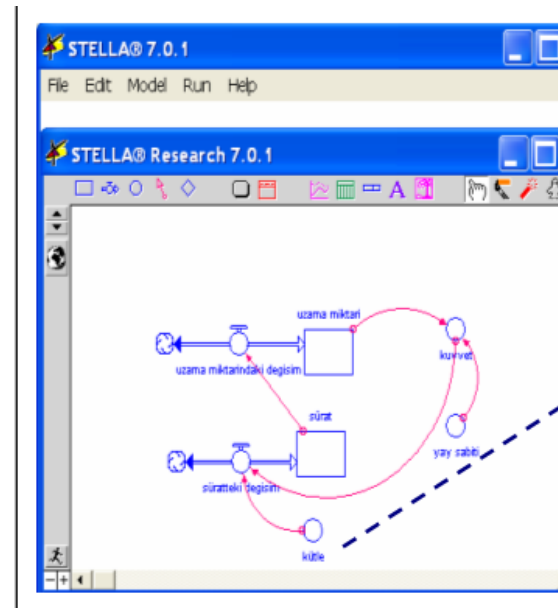 STELLA® 7.0.1
File Edit Model Run Help
STELLA® Research 7.0.1
A
uzama miktari
kuvvet
uzama miktarindaki degisim
sürat
yay sabiti
süratteki degisim
kütle